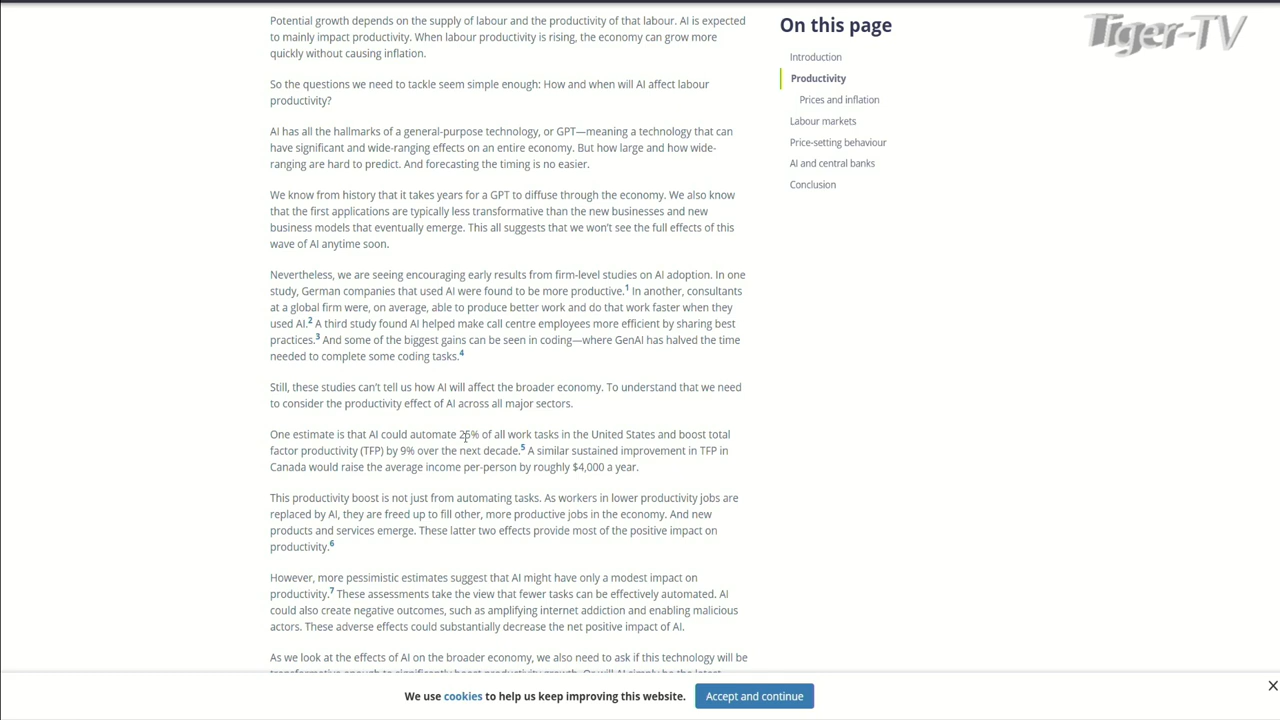 Potential growth depends on the supply of labour and the productivity of that labour. AI is expected
to mainly impact productivity. When labour productivity is rising, the economy can grow more
quickly without causing inflation.
So the questions we need to tackle seem simple enough: How and when will AI affect labour
productivity?
AI has all the hallmarks of a general-purpose technology, or GPT—meaning a technology that can
have significant and wide-ranging effects on an entire economy. But how large and how wide-
ranging are hard to predict. And forecasting the timing is no easier.
We know from history that it takes years for a GPT to diffuse through the economy. We also know
that the first applications are typically less transformative than the new businesses and new
business models that eventually emerge. This all suggests that we won't see the full effects of this
wave of AI anytime soon.
Nevertheless, we are seeing encouraging early results from firm-level studies on AI adoption. In one
study, German companies that used AI were found to be more productive.1 In another, consultants
at a global firm were, on average, able to produce better work and do that work faster when they
used AI.2 A third study found AI helped make call centre employees more efficient by sharing best
practices.3 And some of the biggest gains can be seen in coding—where GenAI has halved the time
needed to complete some coding tasks.4
Still, these studies can't tell us how AI will affect the broader economy. To understand that we need
to consider the productivity effect of AI across all major sectors.
One estimate is that AI could automate 25% of all work tasks in the United States and boost total
factor productivity (TFP) by 9% over the next decade.5 A similar sustained improvement in TFP in
Canada would raise the average income per-person by roughly $4,000 a year.
This productivity boost is not just from automating tasks. As workers in lower productivity jobs are
replaced by AI, they are freed up to fill other, more productive jobs in the economy. And new
products and services emerge. These latter two effects provide most of the positive impact on
productivity.6
However, more pessimistic estimates suggest that AI might have only a modest impact on
productivity.7 These assessments take the view that fewer tasks can be effectively automated. AI
could also create negative outcomes, such as amplifying internet addiction and enabling malicious
actors. These adverse effects could substantially decrease the net positive impact of AI.
As we look at the effects of AI on the broader economy, we also need to ask if this technology will be
On this page
Introduction
Productivity
Prices and inflation
Labour markets
Price-setting behaviour
AI and central banks
Conclusion
Tiger-TV
We use cookies to help us keep improving this website.
Accept and continue